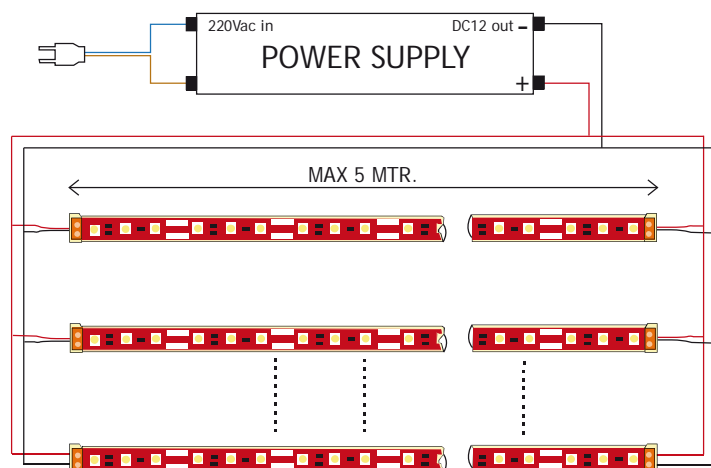 220Vac in
DC12 out –
POWER SUPPLY
+
MAX 5 MTR.